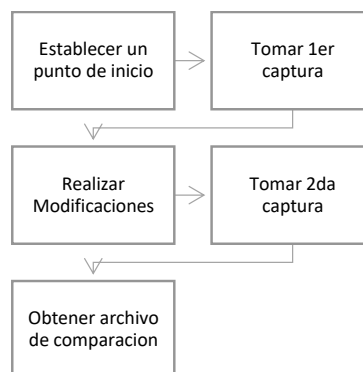 Establecer un
punto de inicio
Tomar 1er
captura
Realizar
Modificaciones
Tomar 2da
captura
Obtener archivo
de comparacion